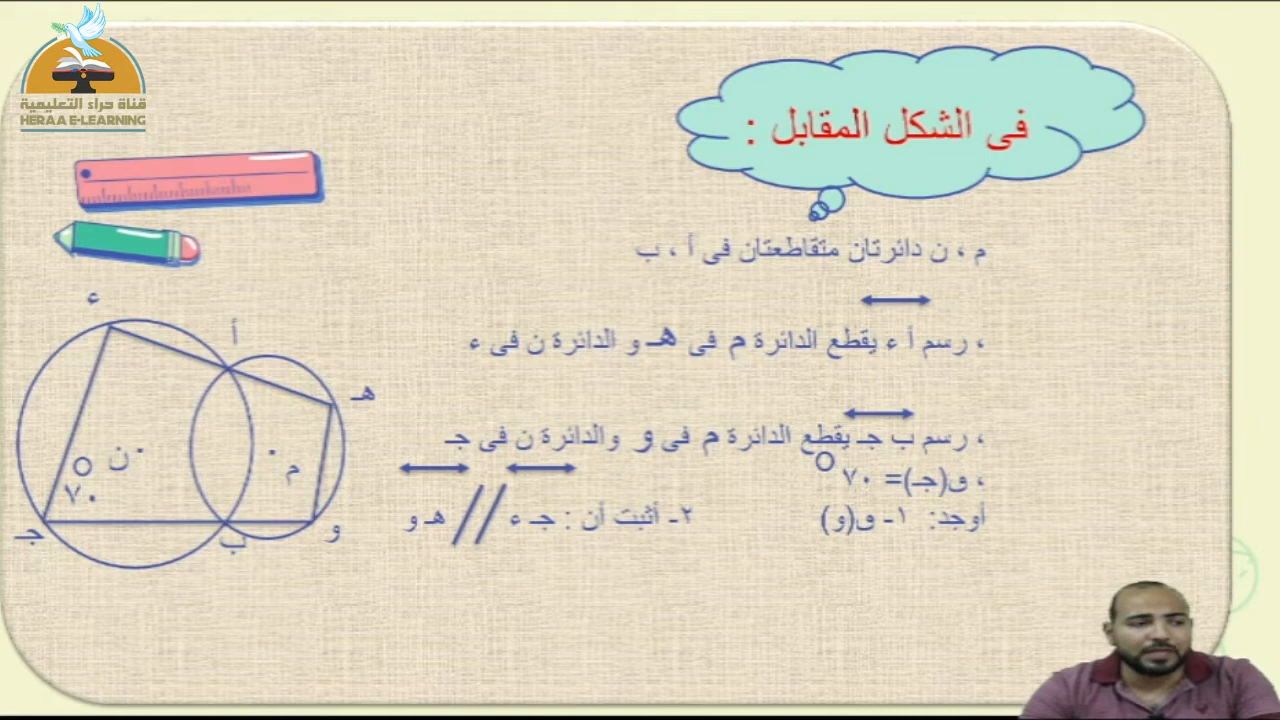 قناة حراء التعليمية
HERAA E-LEARNING
فى الشكل المقابل :
م ، ن دائرتان متقاطعتان فى أ ، ب
، رسم أ ء يقطع الدائرة م فى هـ و الدائرة ن فى ء
، رسم ب جـ يقطع الدائرة م فى و والدائرة ن فى جـ
، ق(جـ)= ٧٠ ْ
أوجد: ١- ق(و) ٢- أثبت أن : جـ ء // هـ و
ء
أ
هـ
ن
م
٧٠ ْ
جـ
ب
و